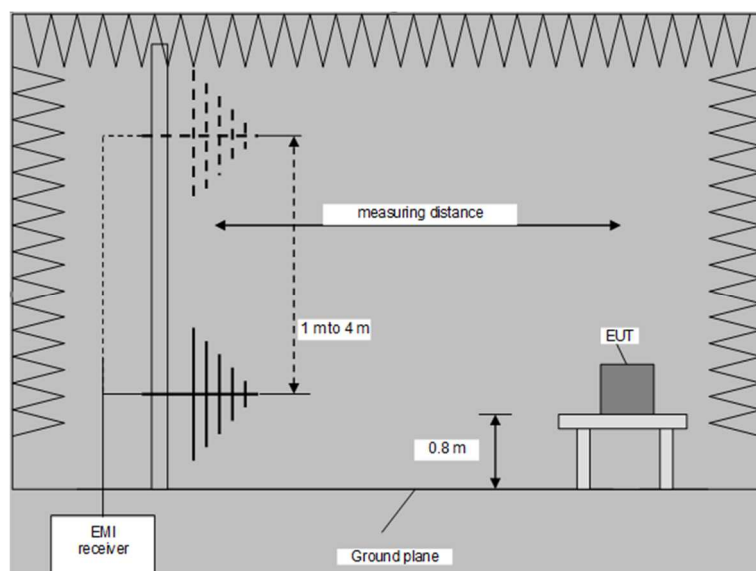 measuring distance
1 mto 4 m
EUT
0.8 m
EMI
receiver
Ground plane